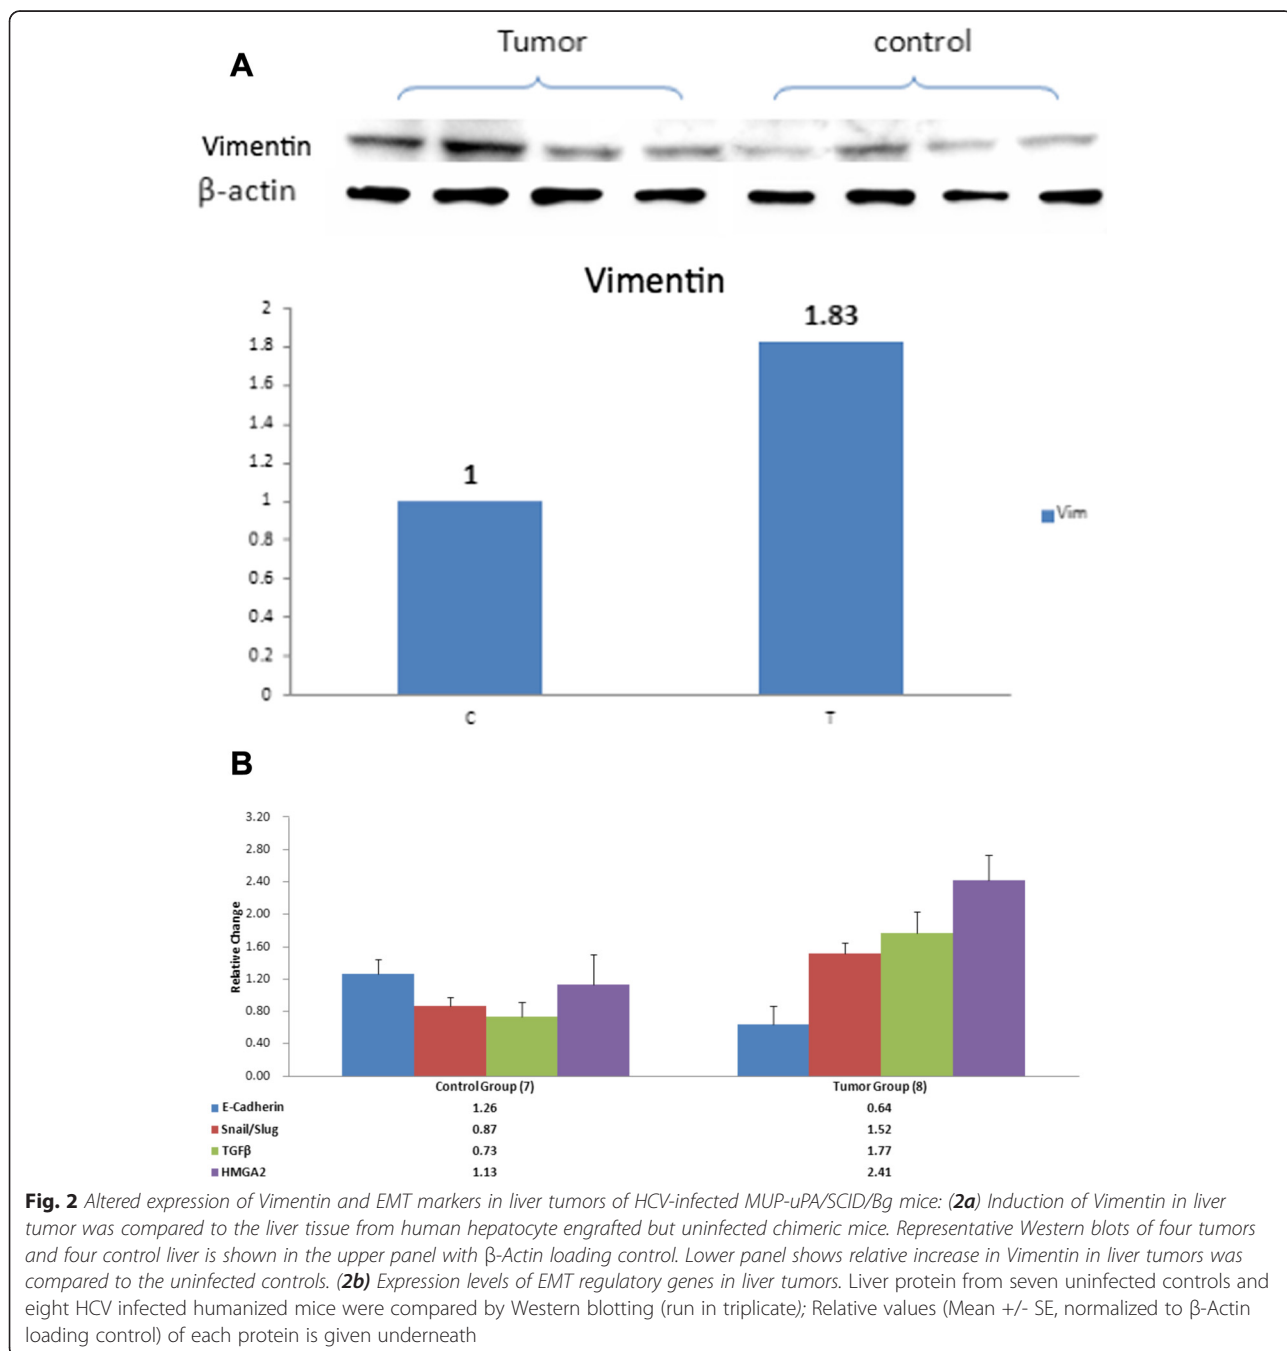 A
Tumor
control
Vimentin
β-actin
Vimentin
2
1.8
1.6
1.4
1.2
1
0.8
0.6
0.4
0.2
0
1
1.83
C
T
Vim
B
Relative Change
3.20
2.80
2.40
2.00
1.60
1.20
0.80
0.40
0.00
Control Group (7) Tumor Group (8)
E-Cadherin 1.26 0.64
Snail/Slug 0.87 1.52
TGFβ 0.73 1.77
HMGA2 1.13 2.41
Fig. 2 Altered expression of Vimentin and EMT markers in liver tumors of HCV-infected MUP-uPA/SCID/Bg mice: (2a) Induction of Vimentin in liver
tumor was compared to the liver tissue from human hepatocyte engrafted but uninfected chimeric mice. Representative Western blots of four tumors
and four control liver is shown in the upper panel with β-Actin loading control. Lower panel shows relative increase in Vimentin in liver tumors was
compared to the uninfected controls. (2b) Expression levels of EMT regulatory genes in liver tumors. Liver protein from seven uninfected controls and
eight HCV infected humanized mice were compared by Western blotting (run in triplicate); Relative values (Mean +/- SE, normalized to β-Actin
loading control) of each protein is given underneath